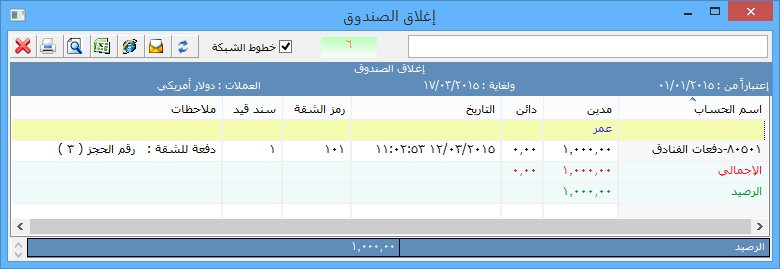 إغلاق الصندوق
خطوط الشبكة ٦
إغلاق الصندوق
إعتباراً من : ٠١/٠١/٢٠١٥ ولغاية : ١٧/٠٣/٢٠١٥ العملات : دولار أمريكي
اسم الحساب مدين دائن التاريخ رمز الشقة سند قيد ملاحظات
عمر
٨٠٥٠١-دفعات الفنادق ١,٠٠٠,٠٠ ٠,٠٠ ١٢/٠٣/٢٠١٥ ١١:٠٢:٥٣ ١٠١ ١ دفعة للشقة : رقم الحجز ( ٣ )
الإجمالي ١,٠٠٠,٠٠ ٠,٠٠
الرصيد ١,٠٠٠,٠٠
الرصيد ١,٠٠٠,٠٠